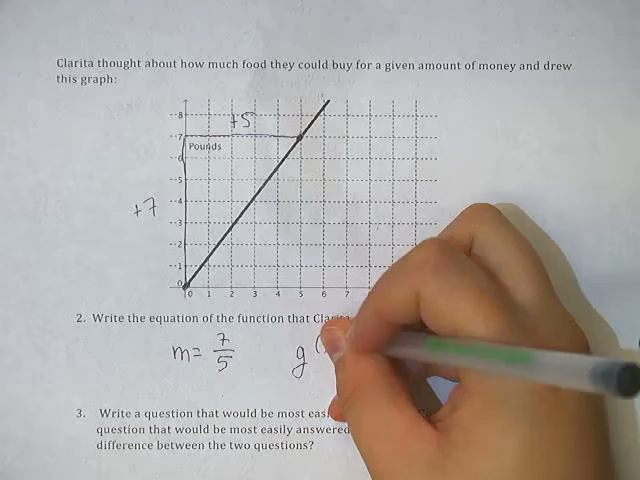 Clarita thought about how much food they could buy for a given amount of money and drew
this graph:
8
+5
7
Pounds
6
5
+7
4
3
2
1
0
0 1 2 3 4 5 6 7
2. Write the equation of the function that
m = 7/5 g(
3. Write a question that would be most
question that would be most easily answered
difference between the two questions?